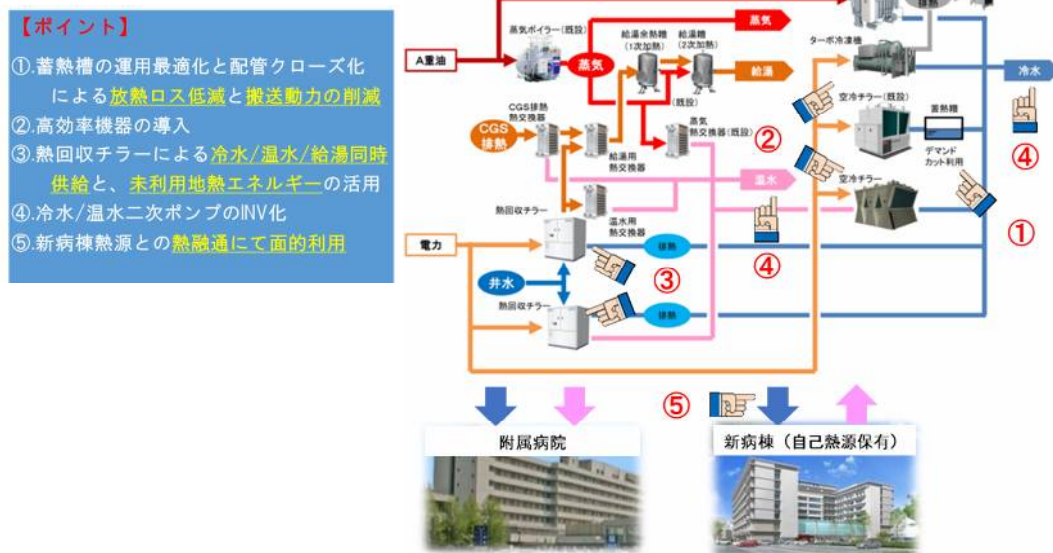 【ポイント】
①.蓄熱槽の運用最適化と配管クローズ化
による放熱ロス低減と搬送動力の削減
②.高効率機器の導入
③.熱回収チラーによる冷水/温水/給湯同時
供給と、未利用地熱エネルギーの活用
④.冷水/温水二次ポンプのINV化
⑤.新病棟熱源との熱融通にて面的利用
排熱
蒸気
蒸気ボイラー(既設)
給湯余熱槽
(1次加熱)
給湯槽
(2次加熱)
ターボ冷凍機
A重油
蒸気
給湯
冷水
(既設)
CGS排熱
熱交換器
空冷チラー(既設)
蓄熱槽
CGS
排熱
蒸気
熱交換器(既設)
②
④
給湯用
熱交換器
デマンド
カット利用
温水
空冷チラー
熱回収チラー
温水用
熱交換器
①
電力
排熱
③
④
井水
熱回収チラー
排熱
⑤
附属病院
新病棟（自己熱源保有）